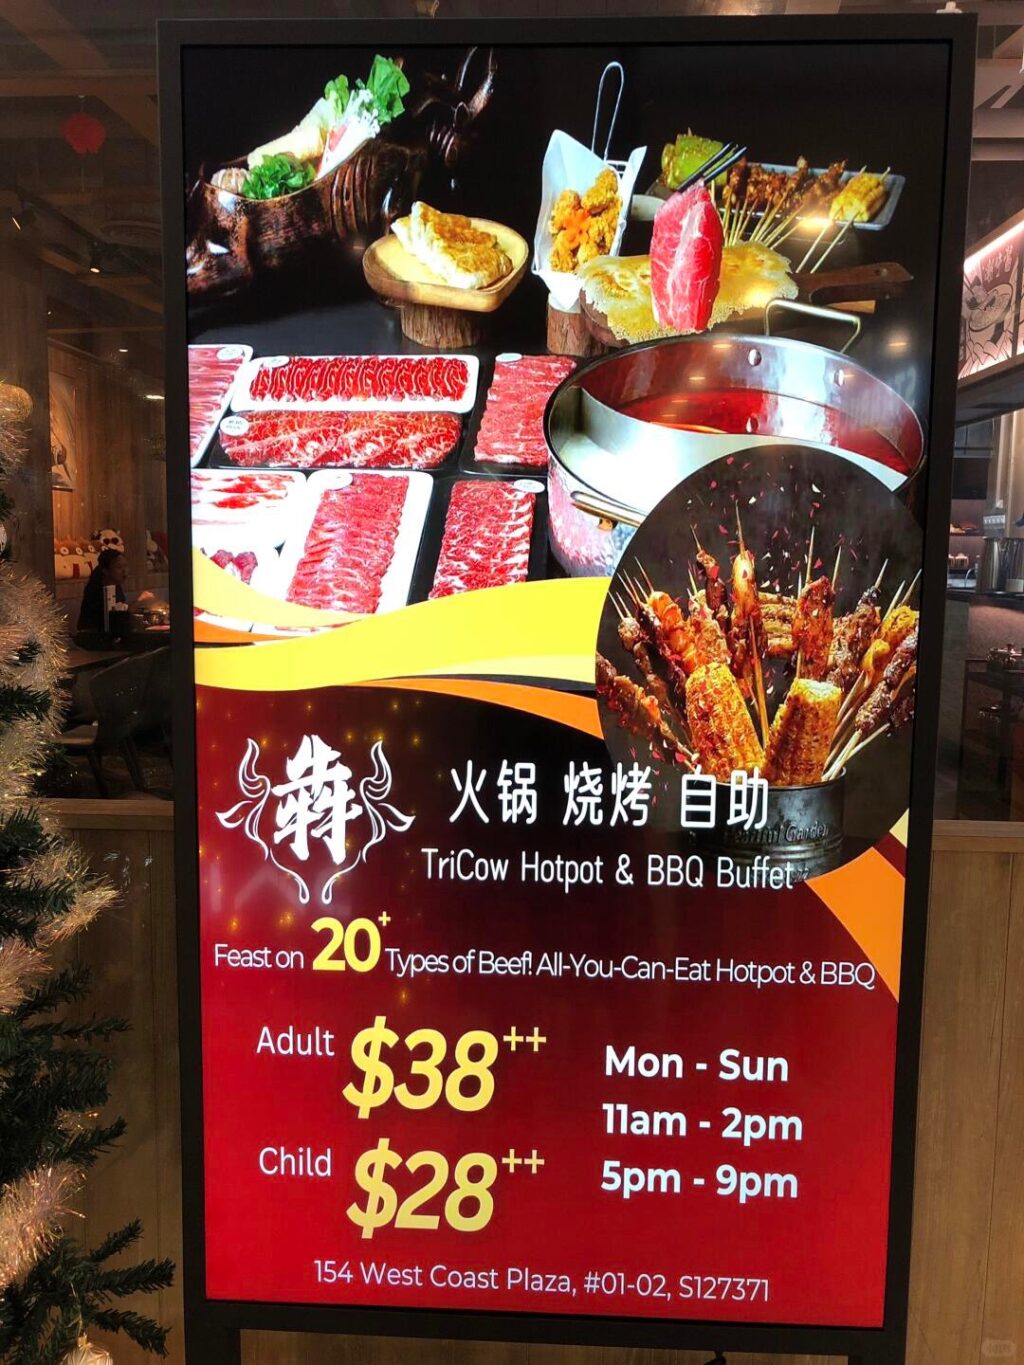 犇
火锅 烧烤 自助
TriCow Hotpot & BBQ Buffet
Feast on 20+ Types of Beef! All-You-Can-Eat Hotpot & BBQ
Adult $38++
Child $28++
Mon - Sun
11am - 2pm
5pm - 9pm
154 West Coast Plaza, #01-02, S127371